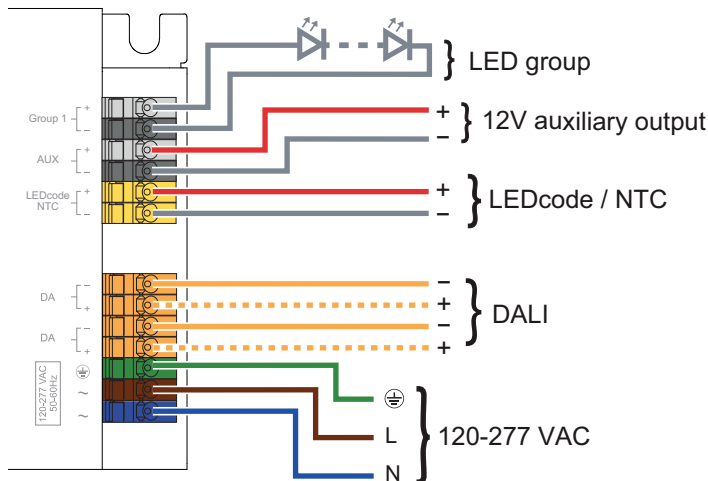 LED group
Group 1
+
−
+
−
12V auxiliary output
AUX
+
−
LEDcode
NTC
+
−
+
−
LEDcode / NTC
DA
−
+
−
+
DA
−
+
−
+
DALI
120-277 VAC
50-60Hz
~
~
L
N
120-277 VAC